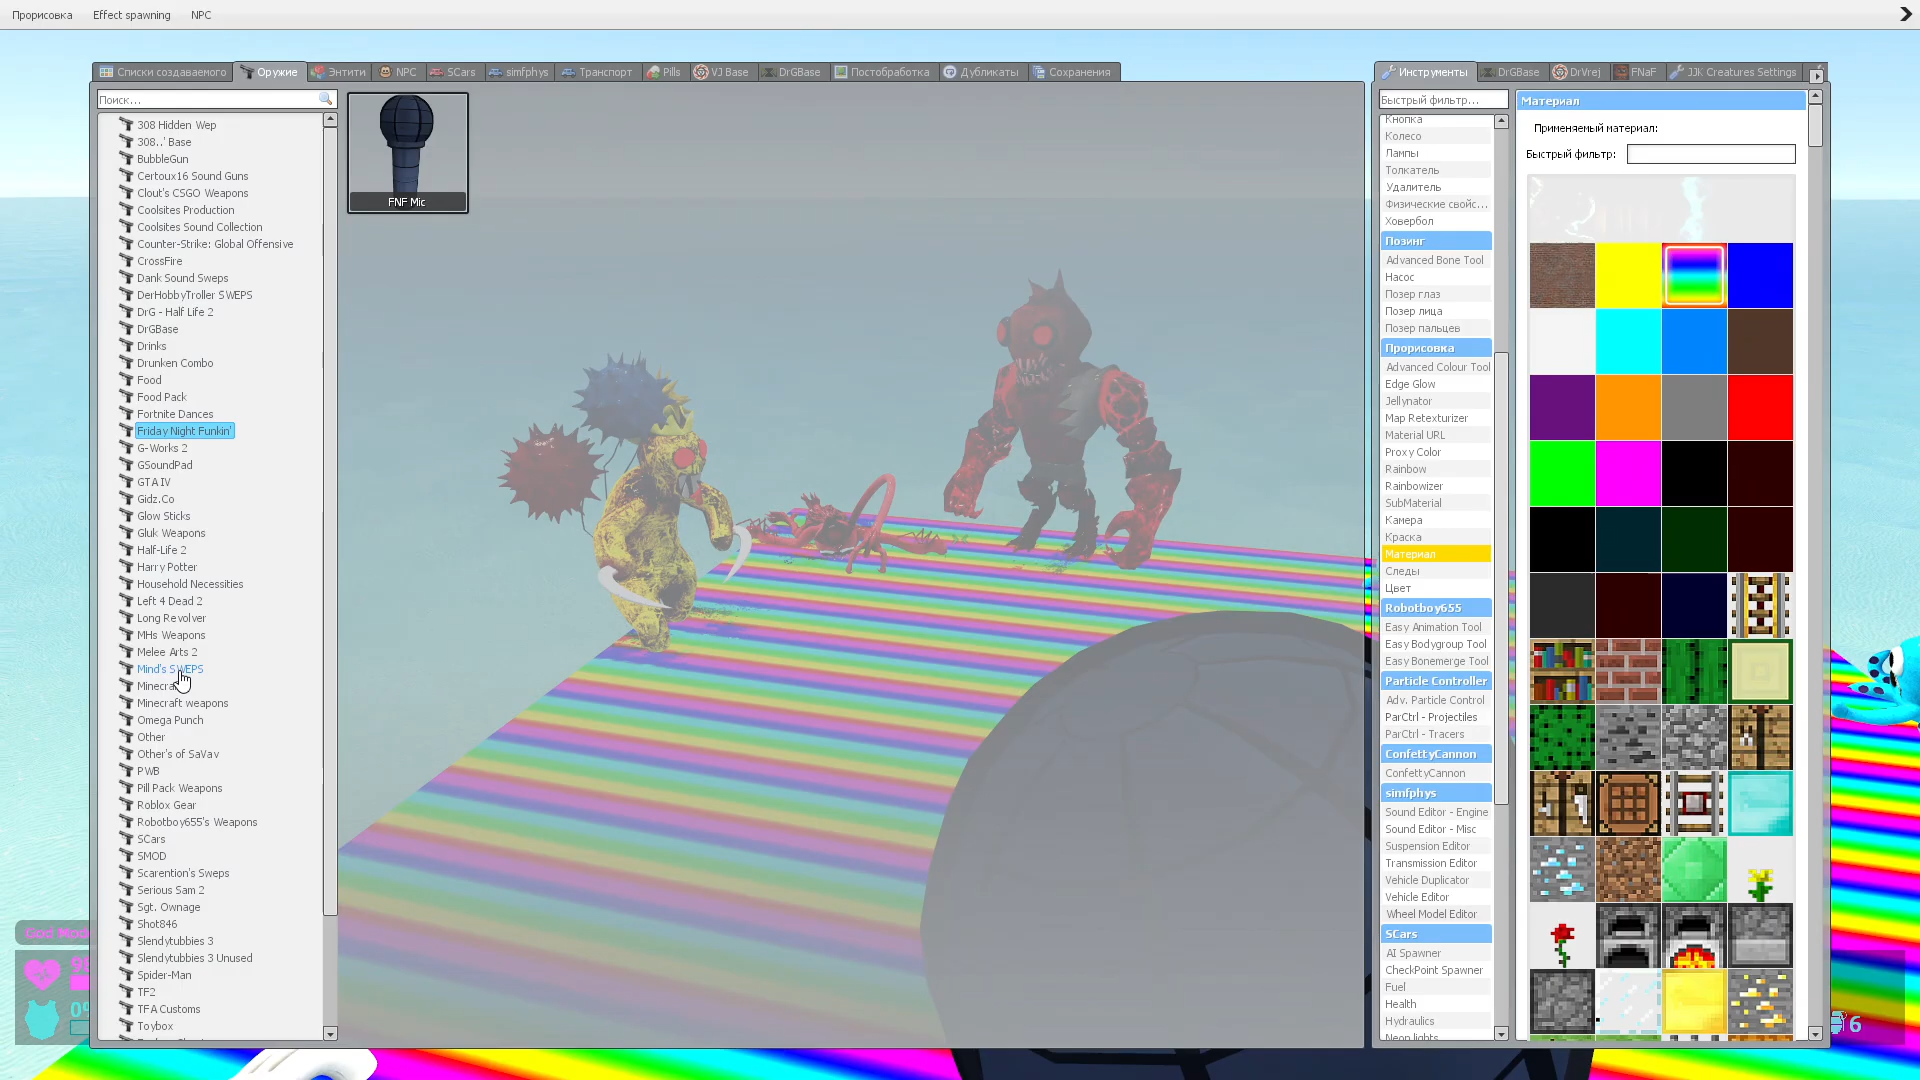 Прорисовка Effect spawning NPC
Списки создаваемого Оружие Энтити NPC SCars simfphys Транспорт Pills VJ Base DrGBase Постобработка Дубликаты Сохранения
Поиск...
308 Hidden Wep
308..' Base
BubbleGun
Certoux16 Sound Guns
Clout's CSGO Weapons
Coolsites Production
Coolsites Sound Collection
Counter-Strike: Global Offensive
CrossFire
Dank Sound Sweps
DerHobbyTroller SWEPS
DrG - Half Life 2
DrGBase
Drinks
Drunken Combo
Food
Food Pack
Fortnite Dances
Friday Night Funkin'
G-Works 2
GSoundPad
GTA IV
Gidz.Co
Glow Sticks
Gluk Weapons
Half-Life 2
Harry Potter
Household Necessities
Left 4 Dead 2
Long Revolver
MHs Weapons
Melee Arts 2
Mind's SWEPS
Minecra
Minecraft weapons
Omega Punch
Other
Other's of SaVav
PWB
Pill Pack Weapons
Roblox Gear
Robotboy655's Weapons
SCars
SMOD
Scarention's Sweps
Serious Sam 2
Sgt. Ownage
Shot846
Slendytubbies 3
Slendytubbies 3 Unused
Spider-Man
TF2
TFA Customs
Toybox
FNF Mic
God Mod
0
Инструменты DrGBase DrVrej FNaF JJK Creatures Settings
Быстрый фильтр...
Кнопка
Колесо
Лампы
Толкатель
Удалитель
Физические свойс...
Ховербол
Позинг
Advanced Bone Tool
Насос
Позер глаз
Позер лица
Позер пальцев
Прорисовка
Advanced Colour Tool
Edge Glow
Jellynator
Map Retexturizer
Material URL
Proxy Color
Rainbow
Rainbowizer
SubMaterial
Камера
Краска
Материал
Следы
Цвет
Robotboy655
Easy Animation Tool
Easy Bodygroup Tool
Easy Bonemerge Tool
Particle Controller
Adv. Particle Control
ParCtrl - Projectiles
ParCtrl - Tracers
ConfettyCannon
ConfettyCannon
simfphys
Sound Editor - Engine
Sound Editor - Misc
Suspension Editor
Transmission Editor
Vehicle Duplicator
Vehicle Editor
Wheel Model Editor
SCars
AI Spawner
CheckPoint Spawner
Fuel
Health
Hydraulics
Neon lights
Материал
Применяемый материал:
Быстрый фильтр:
6